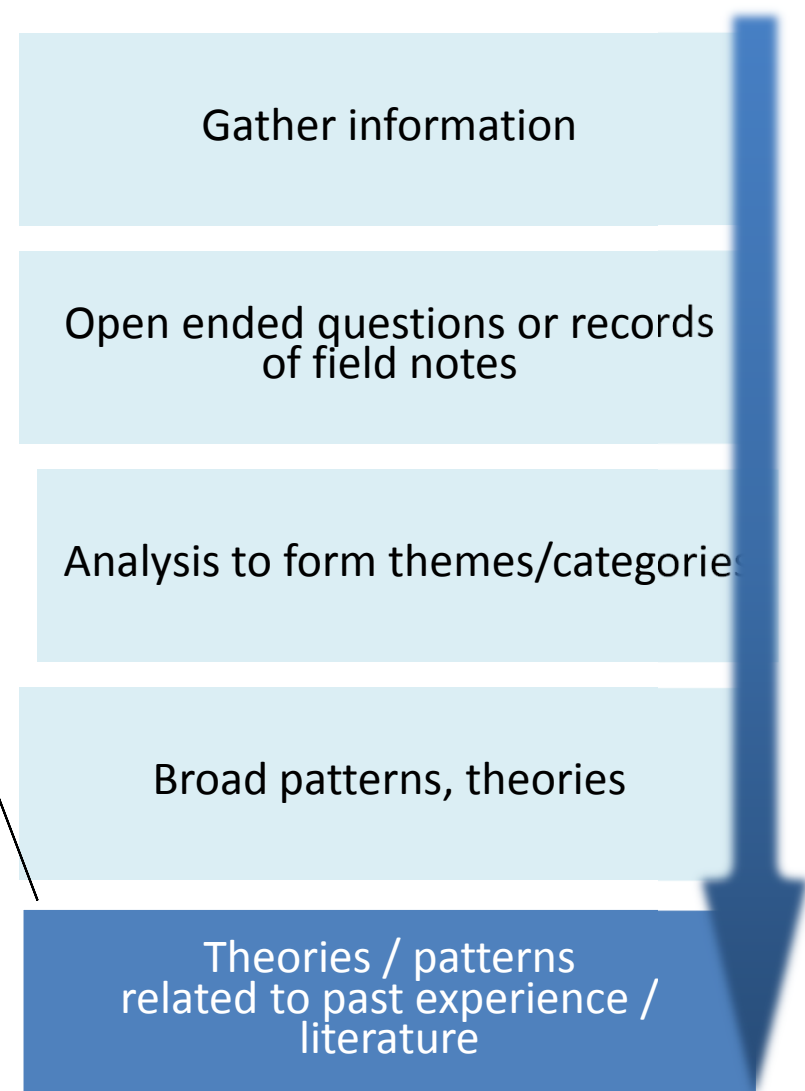 Gather information
Open ended questions or records
of field notes
Analysis to form themes/categories
Broad patterns, theories
Theories / patterns
related to past experience /
literature